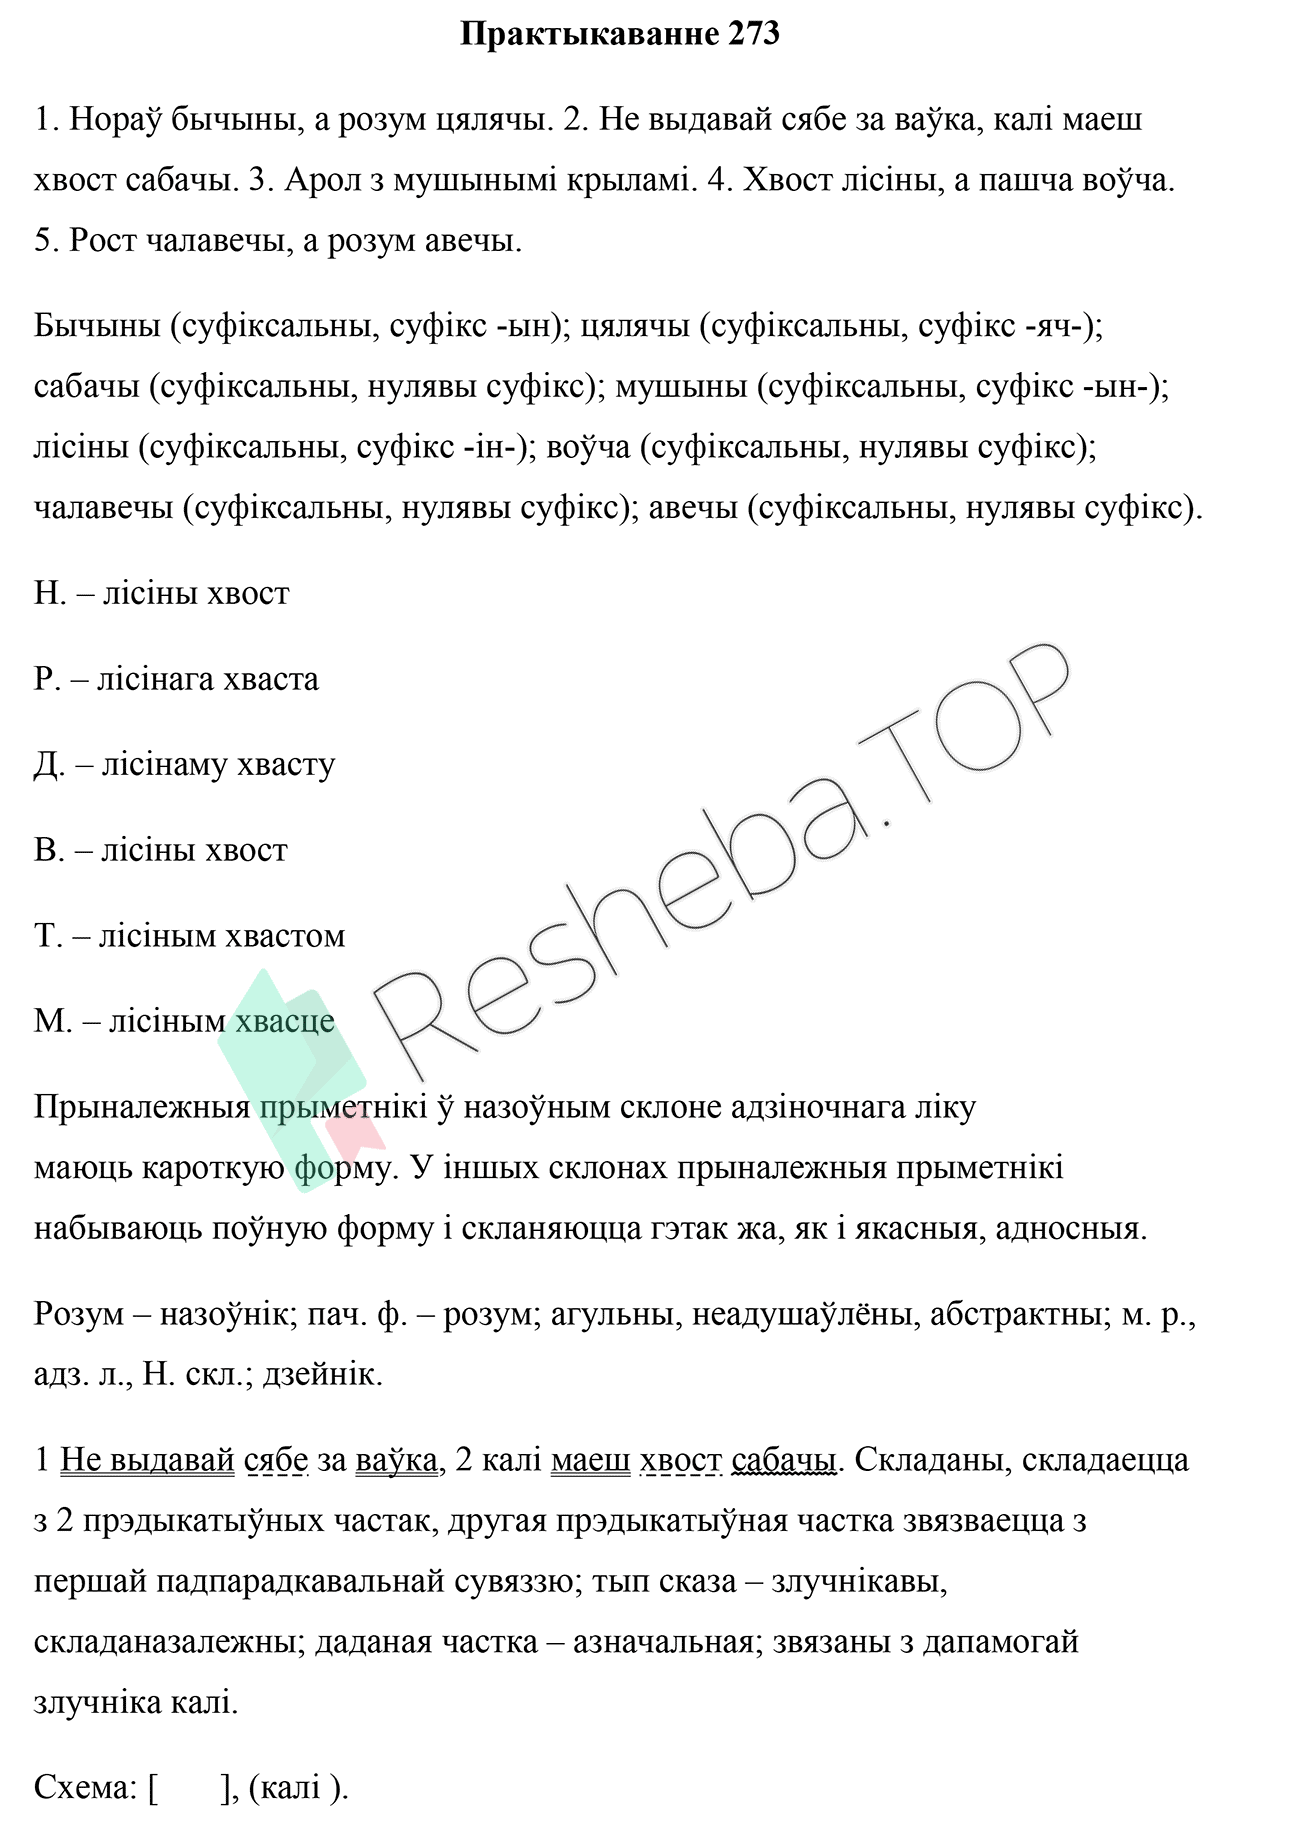 Практыкаванне 273
1. Нораў бычыны, а розум цялячы. 2. Не выдавай сябе за ваўка, калі маеш
хвост сабачы. 3. Арол з мушынымі крыламі. 4. Хвост лісіны, а пашча воўча.
5. Рост чалавечы, а розум авечы.
Бычыны (суфіксальны, суфікс -ын); цялячы (суфіксальны, суфікс -яч-);
сабачы (суфіксальны, нулявы суфікс); мушыны (суфіксальны, суфікс -ын-);
лісіны (суфіксальны, суфікс -ін-); воўча (суфіксальны, нулявы суфікс);
чалавечы (суфіксальны, нулявы суфікс); авечы (суфіксальны, нулявы суфікс).
Н. – лісіны хвост
Р. – лісінага хваста
Д. – лісінаму хвасту
В. – лісіны хвост
Т. – лісіным хвастом
М. – лісіным хвасце
Resheba.TOP
Прыналежныя прыметнікі ў назоўным склоне адзіночнага ліку
маюць кароткую форму. У іншых склонах прыналежныя прыметнікі
набываюць поўную форму і скланяюцца гэтак жа, як і якасныя, адносныя.
Розум – назоўнік; пач. ф. – розум; агульны, неадушаўлёны, абстрактны; м. р.,
адз. л., Н. скл.; дзейнік.
1 Не выдавай сябе за ваўка, 2 калі маеш хвост сабачы. Складаны, складаецца
з 2 прэдыкатыўных частак, другая прэдыкатыўная частка звязваецца з
першай падпарадкавальнай сувяззю; тып сказа – злучнікавы,
складаназалежны; даданая частка – азначальная; звязаны з дапамогай
злучніка калі.
Схема: [ ], (калі ).